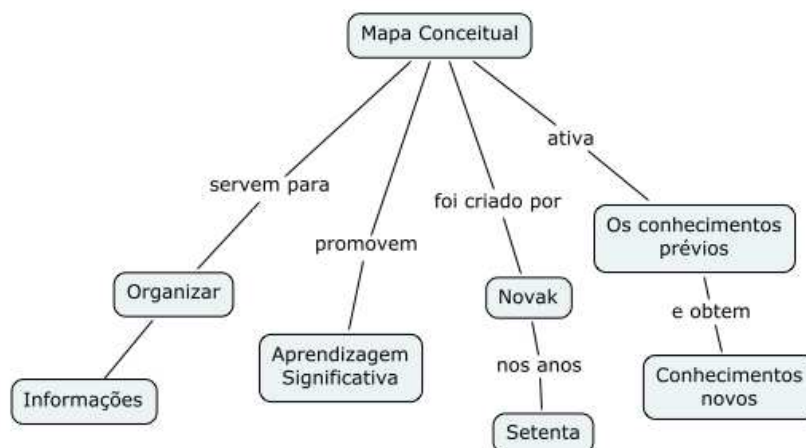 Mapa Conceitual
ativa
servem para
foi criado por
Os conhecimentos
prévios
promovem
Organizar
Novak
e obtem
Aprendizagem
Significativa
nos anos
Conhecimentos
novos
Informações
Setenta